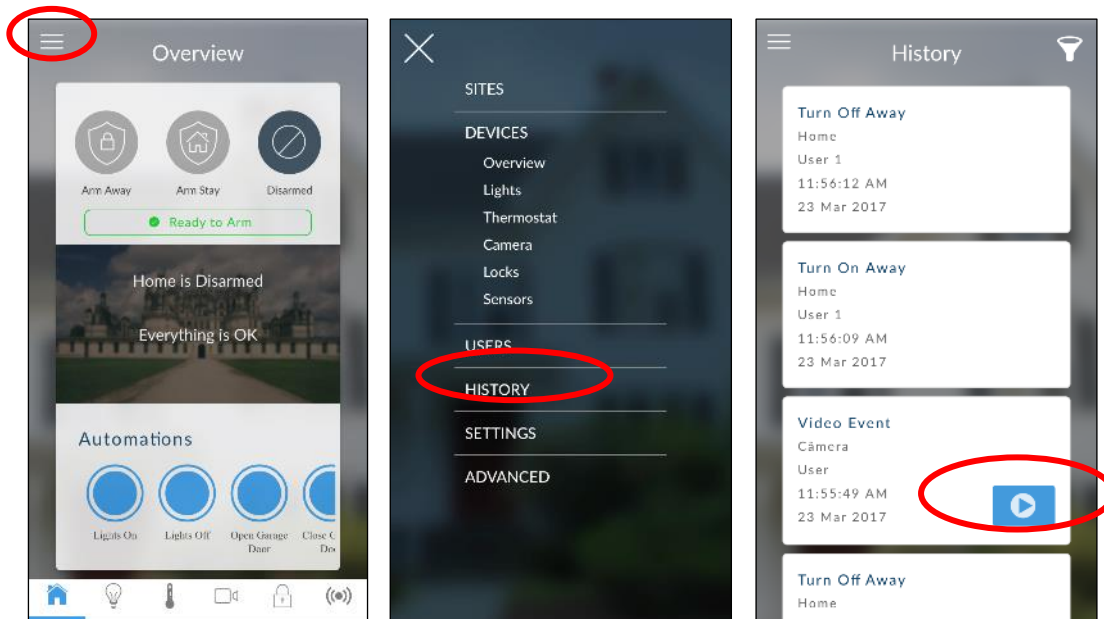 Overview
Arm Away
Arm Stay
Disarmed
Ready to Arm
Home is Disarmed
Everything is OK
Automations
Lights On
Lights Off
Open Garage
Door
Close
SITES
DEVICES
Overview
Lights
Thermostat
Camera
Locks
Sensors
USERS
HISTORY
SETTINGS
ADVANCED
History
Turn Off Away
Home
User 1
11:56:12 AM
23 Mar 2017
Turn On Away
Home
User 1
11:56:09 AM
23 Mar 2017
Video Event
Câmera
User
11:55:49 AM
23 Mar 2017
Turn Off Away
Home